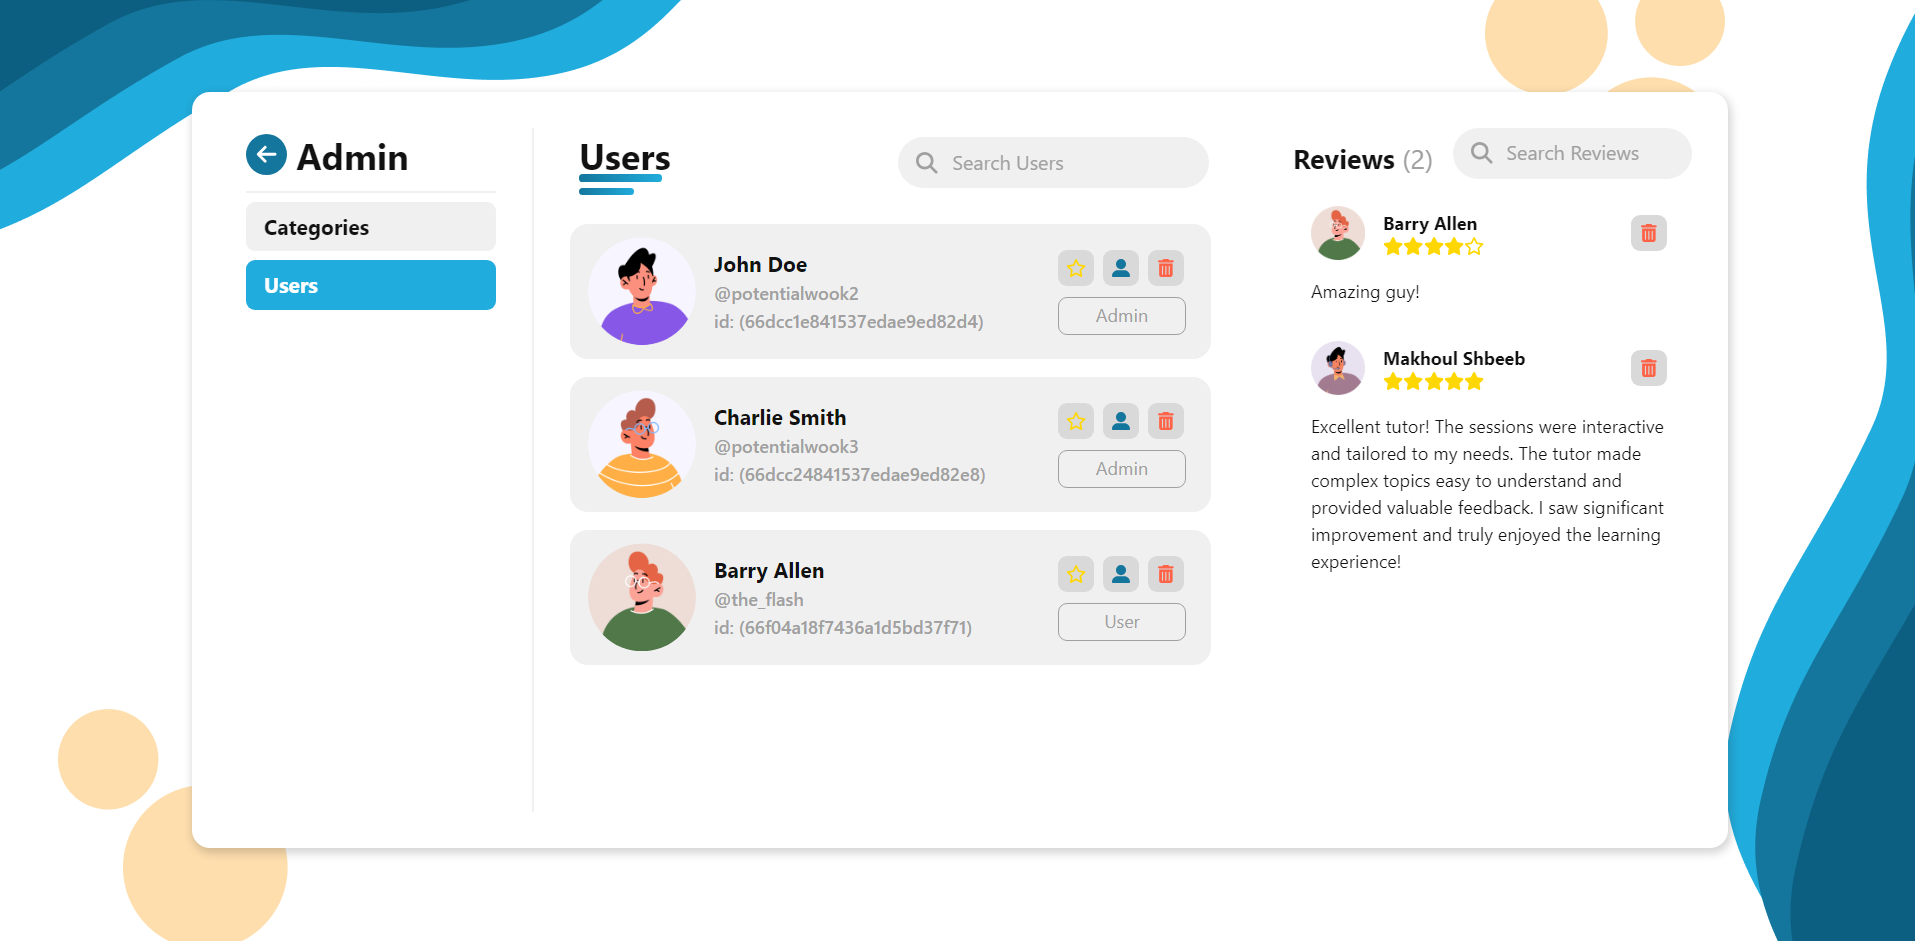 Admin
Categories
Users
Users
Search Users
John Doe
@potentialwook2
id: (66dcc1e841537edae9ed82d4)
Admin
Charlie Smith
@potentialwook3
id: (66dcc24841537edae9ed82e8)
Admin
Barry Allen
@the_flash
id: (66f04a18f7436a1d5bd37f71)
User
Reviews (2)
Search Reviews
Barry Allen
Amazing guy!
Makhoul Shbeeb
Excellent tutor! The sessions were interactive
and tailored to my needs. The tutor made
complex topics easy to understand and
provided valuable feedback. I saw significant
improvement and truly enjoyed the learning
experience!